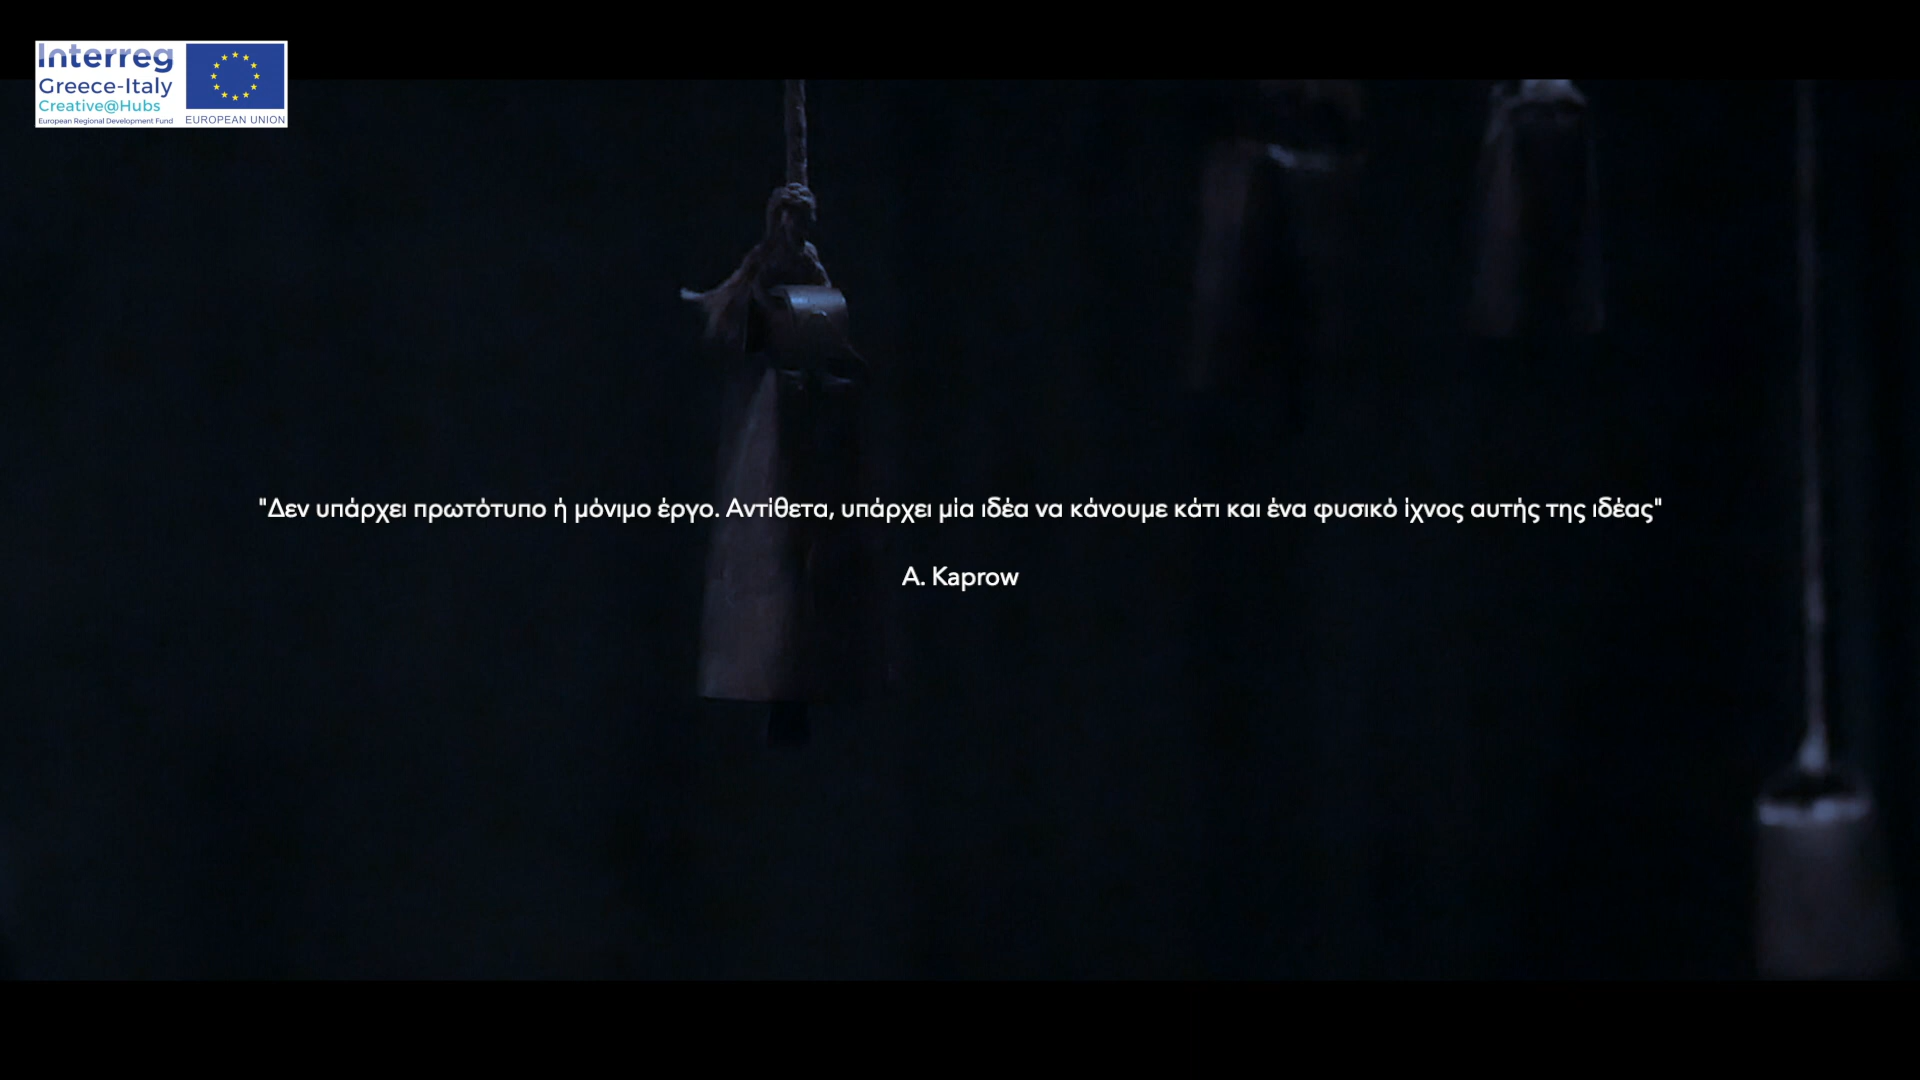 Interreg
Greece-Italy
Creative@Hubs
European Regional Development Fund
EUROPEAN UNION
"Δεν υπάρχει πρωτότυπο ή μόνιμο έργο. Αντίθετα, υπάρχει μία ιδέα να κάνουμε κάτι και ένα φυσικό ίχνος αυτής της ιδέας"
A. Kaprow